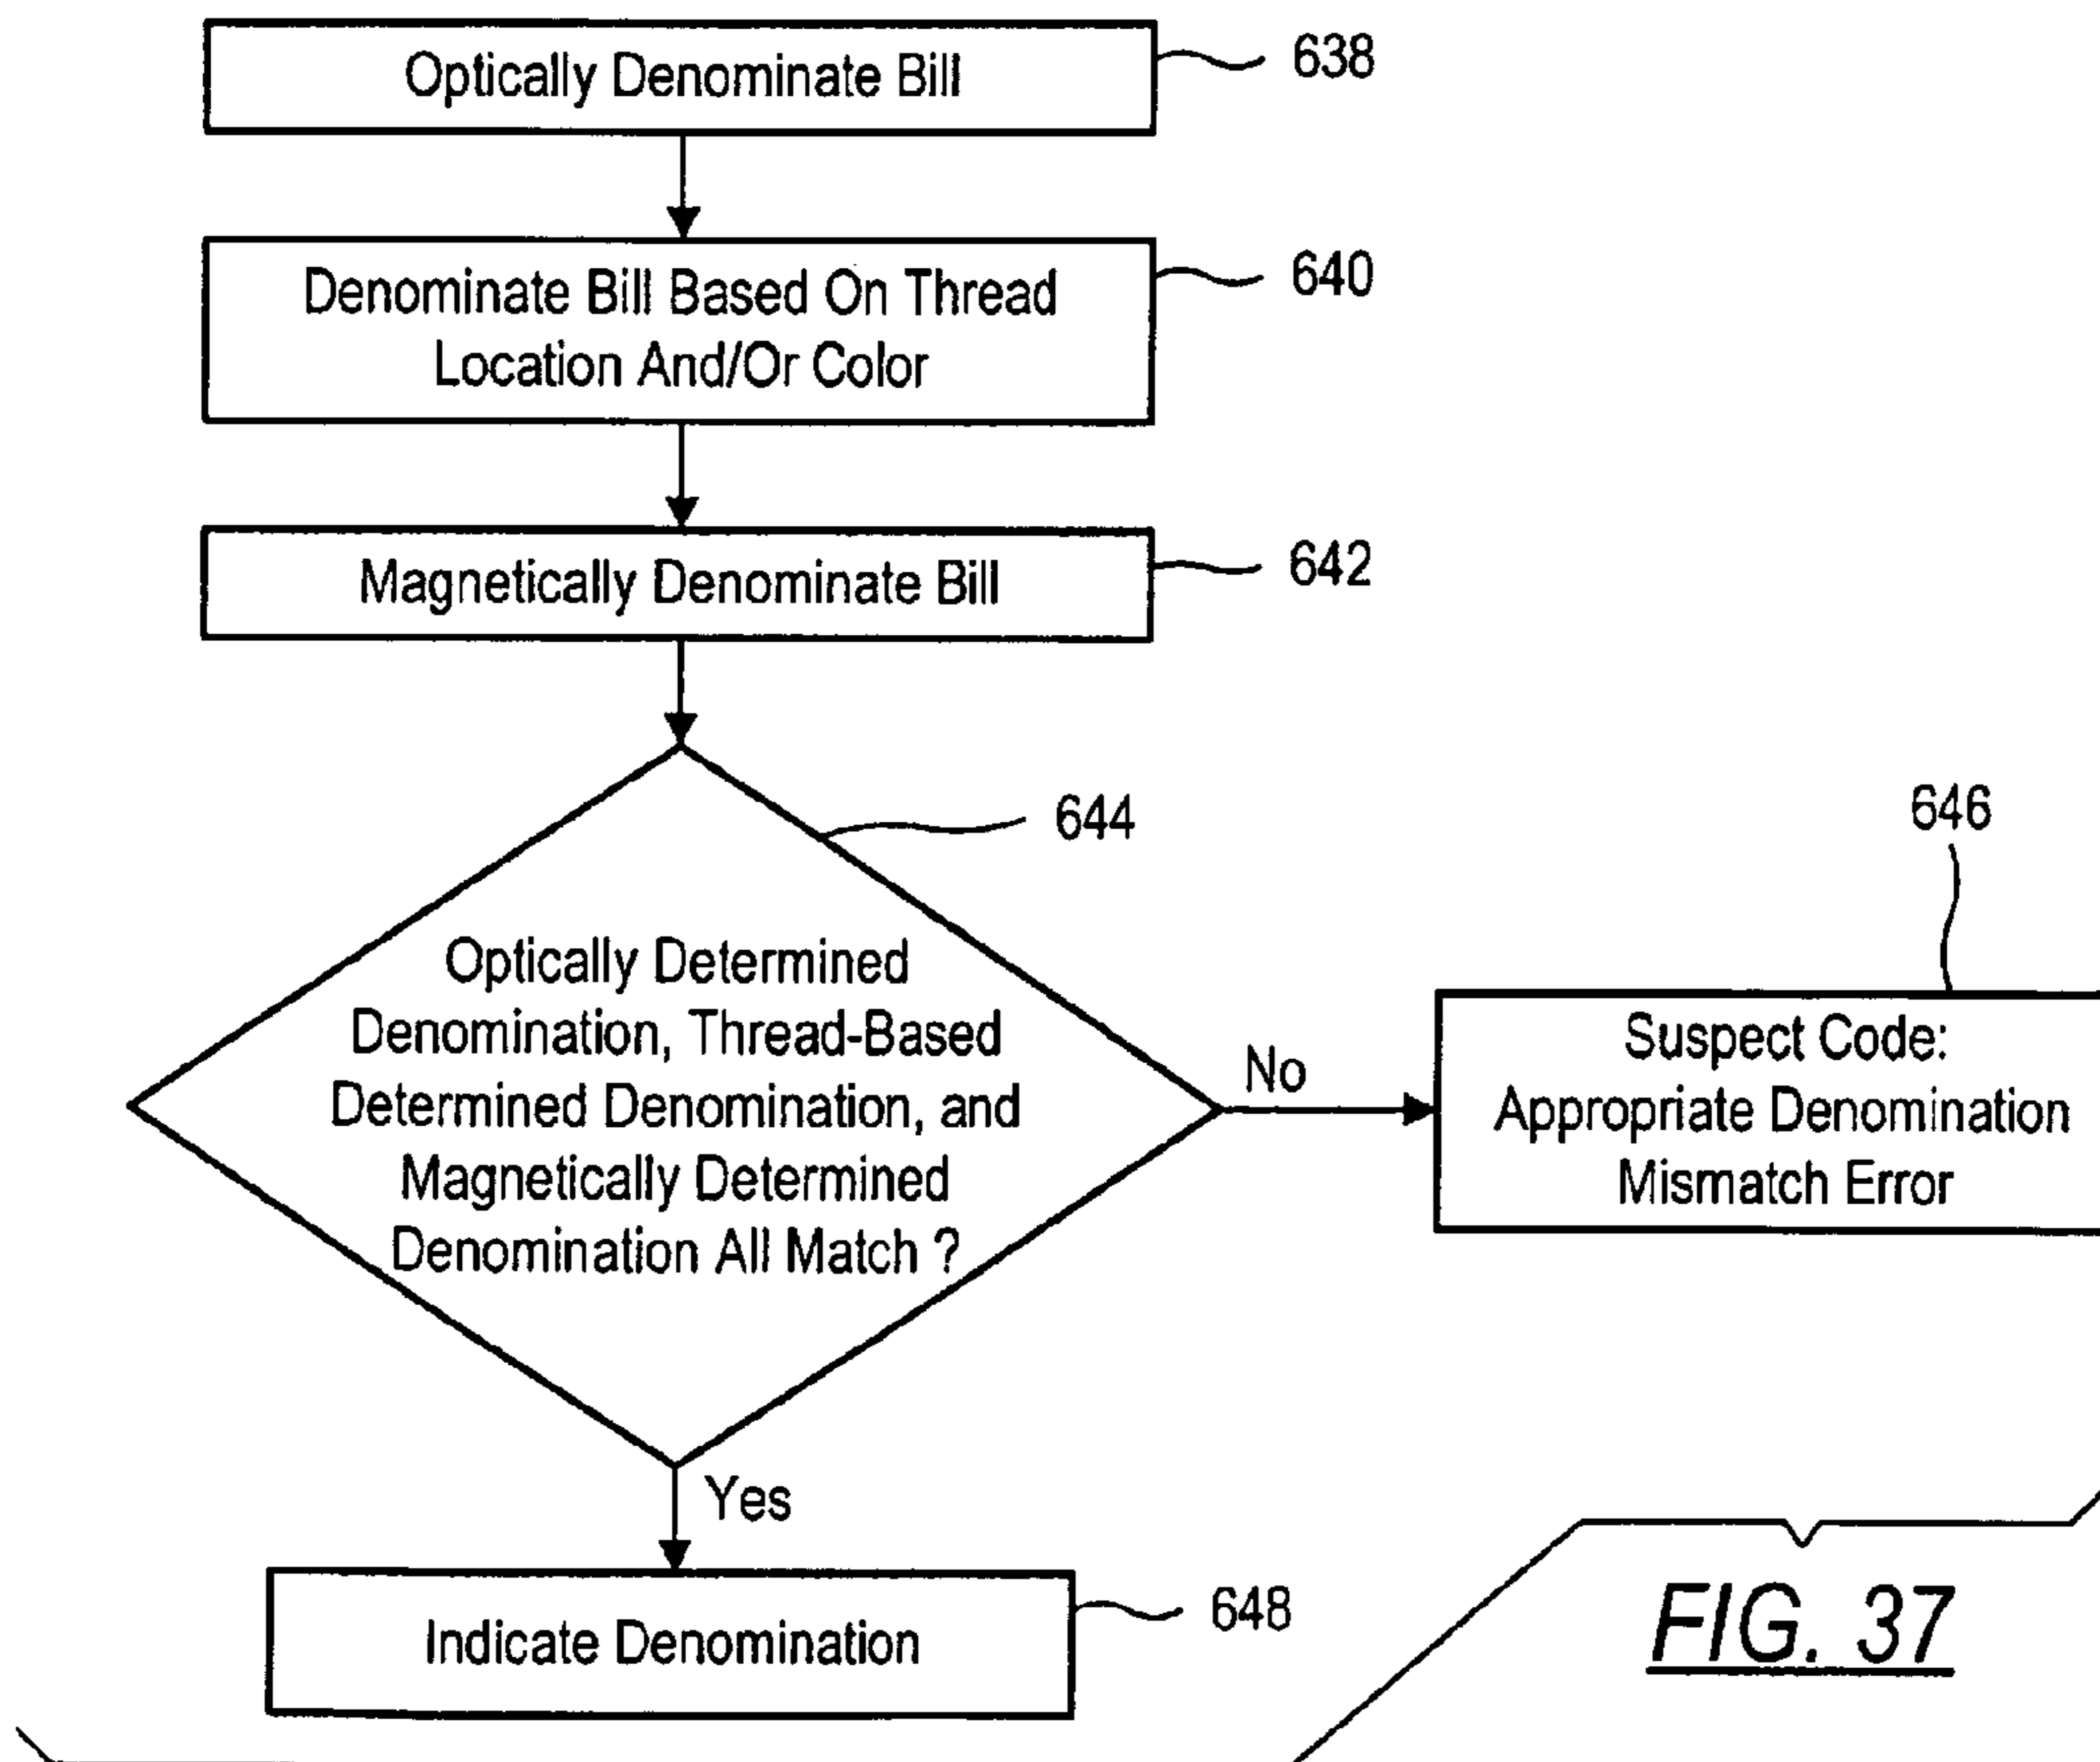 Optically Denominate Bill
638
Denominate Bill Based On Thread
Location And/Or Color
640
Magnetically Denominate Bill
642
644
Optically Determined
Denomination, Thread-Based
Determined Denomination, and
Magnetically Determined
Denomination All Match ?
No
646
Suspect Code:
Appropriate Denomination
Mismatch Error
Yes
Indicate Denomination
648
FIG. 37